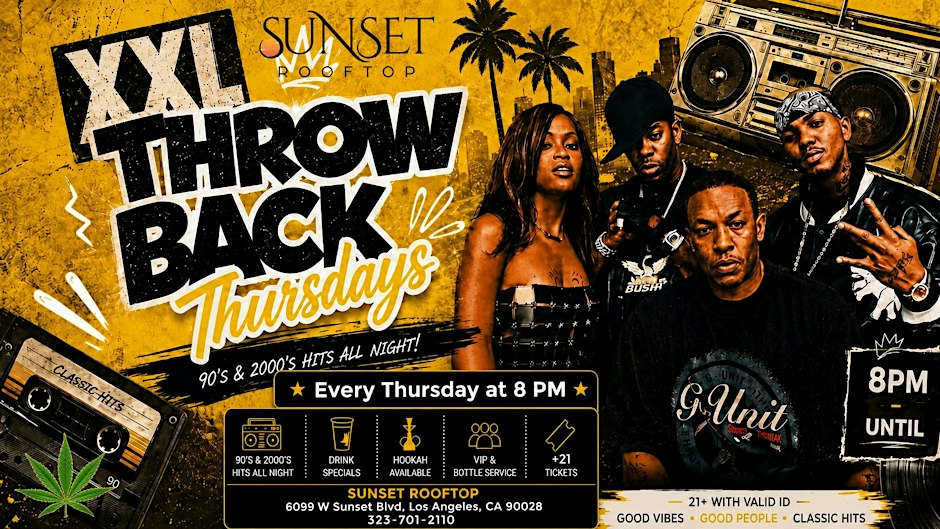 SUNSET
ROOFTOP
XXL
THROW
BACK
Thursdays
90'S & 2000'S HITS ALL NIGHT!
CLASSIC HITS
90
Every Thursday at 8 PM
90'S & 2000'S
HITS ALL NIGHT
DRINK
SPECIALS
HOOKAH
AVAILABLE
VIP &
BOTTLE SERVICE
+21
TICKETS
SUNSET ROOFTOP
6099 W Sunset Blvd, Los Angeles, CA 90028
323-701-2110
G Unit
8PM
-
UNTIL
21+ WITH VALID ID
GOOD VIBES • GOOD PEOPLE • CLASSIC HITS